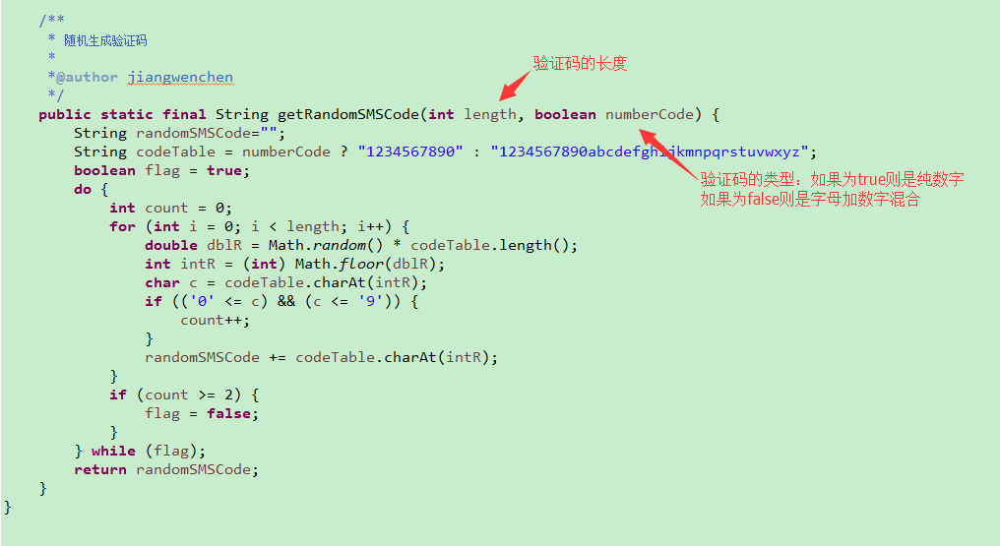 /**
* 随机生成验证码
*
*@author jiangwenchen
*/
验证码的长度
public static final String getRandomSMSCode(int length, boolean numberCode) {
String randomSMSCode="";
String codeTable = numberCode ? "1234567890" : "1234567890abcdefghijkmnpqrstuvwxyz";
boolean flag = true;
验证码的类型：如果为true则是纯数字
如果为false则是字母加数字混合
do {
int count = 0;
for (int i = 0; i < length; i++) {
double dblR = Math.random() * codeTable.length();
int intR = (int) Math.floor(dblR);
char c = codeTable.charAt(intR);
if (('0' <= c) && (c <= '9')) {
count++;
}
randomSMSCode += codeTable.charAt(intR);
}
if (count >= 2) {
flag = false;
}
} while (flag);
return randomSMSCode;
}
}